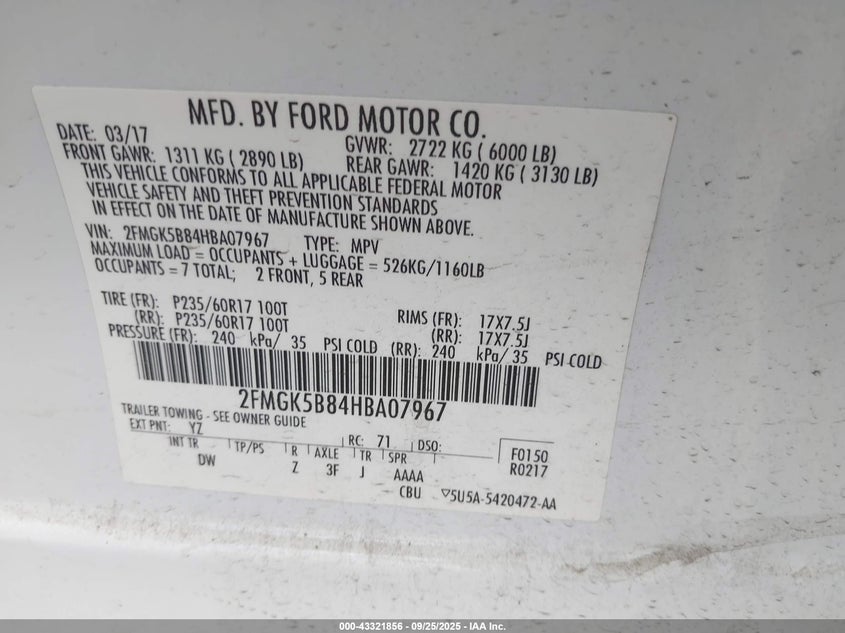 MFD. BY FORD MOTOR CO.
DATE: 03/17 GVWR: 2722 KG ( 6000 LB)
FRONT GAWR: 1311 KG ( 2890 LB) REAR GAWR: 1420 KG ( 3130 LB)
THIS VEHICLE CONFORMS TO ALL APPLICABLE FEDERAL MOTOR
VEHICLE SAFETY AND THEFT PREVENTION STANDARDS
IN EFFECT ON THE DATE OF MANUFACTURE SHOWN ABOVE.
VIN: 2FMGK5B84HBA07967 TYPE: MPV
MAXIMUM LOAD = OCCUPANTS + LUGGAGE = 526KG/1160LB
OCCUPANTS = 7 TOTAL; 2 FRONT, 5 REAR
TIRE (FR): P235/60R17 100T RIMS (FR): 17X7.5J
(RR): P235/60R17 100T (RR): 17X7.5J
PRESSURE (FR): 240 kPa/ 35 PSI COLD (RR): 240 kPa/ 35 PSI COLD
2FMGK5B84HBA07967
TRAILER TOWING - SEE OWNER GUIDE
EXT PNT: YZ RC: 71 DSO: F0150
INT TR TP/PS R AXLE TR SPR R0217
DW Z 3F J AAAA
CBU ▽5U5A-5420472-AA
000-43321856 - 09/25/2025 - IAA Inc.